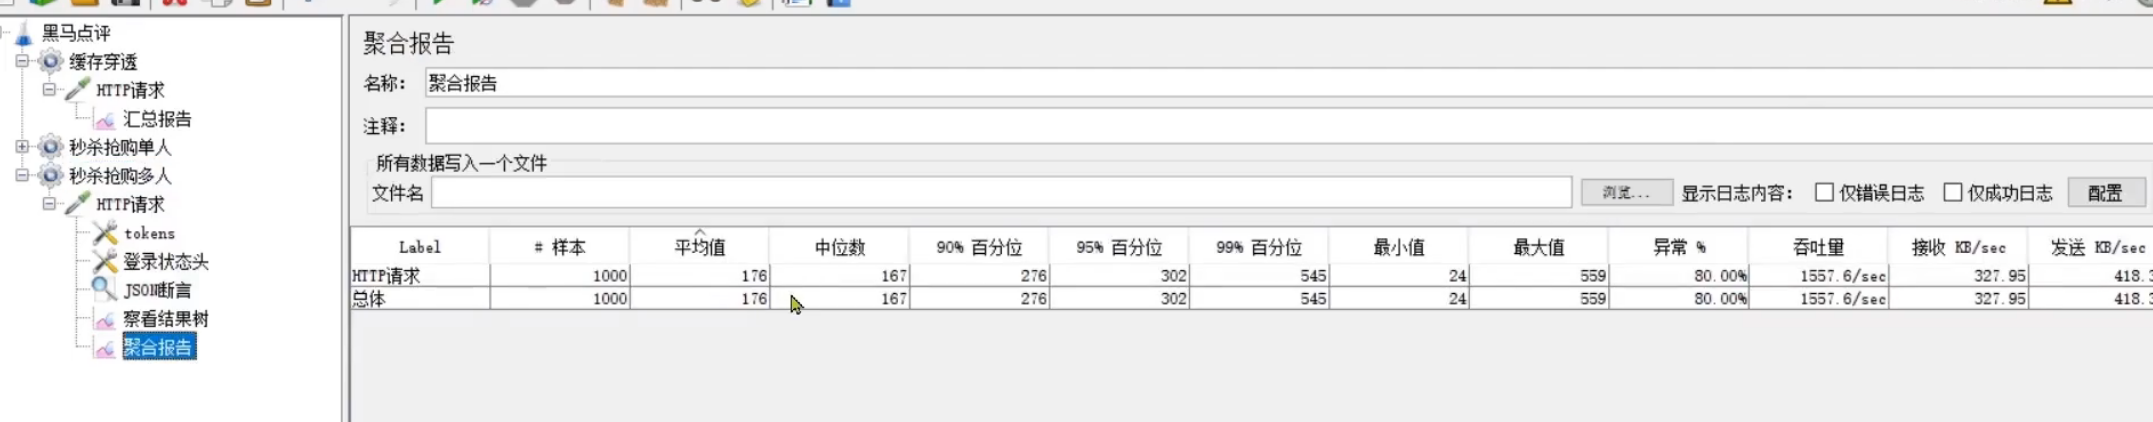 黑马点评
缓存穿透
HTTP请求
汇总报告
秒杀抢购单人
秒杀抢购多人
HTTP请求
tokens
登录状态头
JSON断言
察看结果树
聚合报告
聚合报告
名称： 聚合报告
注释：
所有数据写入一个文件
文件名 浏览... 显示日志内容： 仅错误日志 仅成功日志 配置
Label # 样本 平均值 中位数 90% 百分位 95% 百分位 99% 百分位 最小值 最大值 异常 % 吞吐量 接收 KB/sec 发送 KB/sec
HTTP请求 1000 176 167 276 302 545 24 559 80.00% 1557.6/sec 327.95 418.3
总体 1000 176 167 276 302 545 24 559 80.00% 1557.6/sec 327.95 418.3